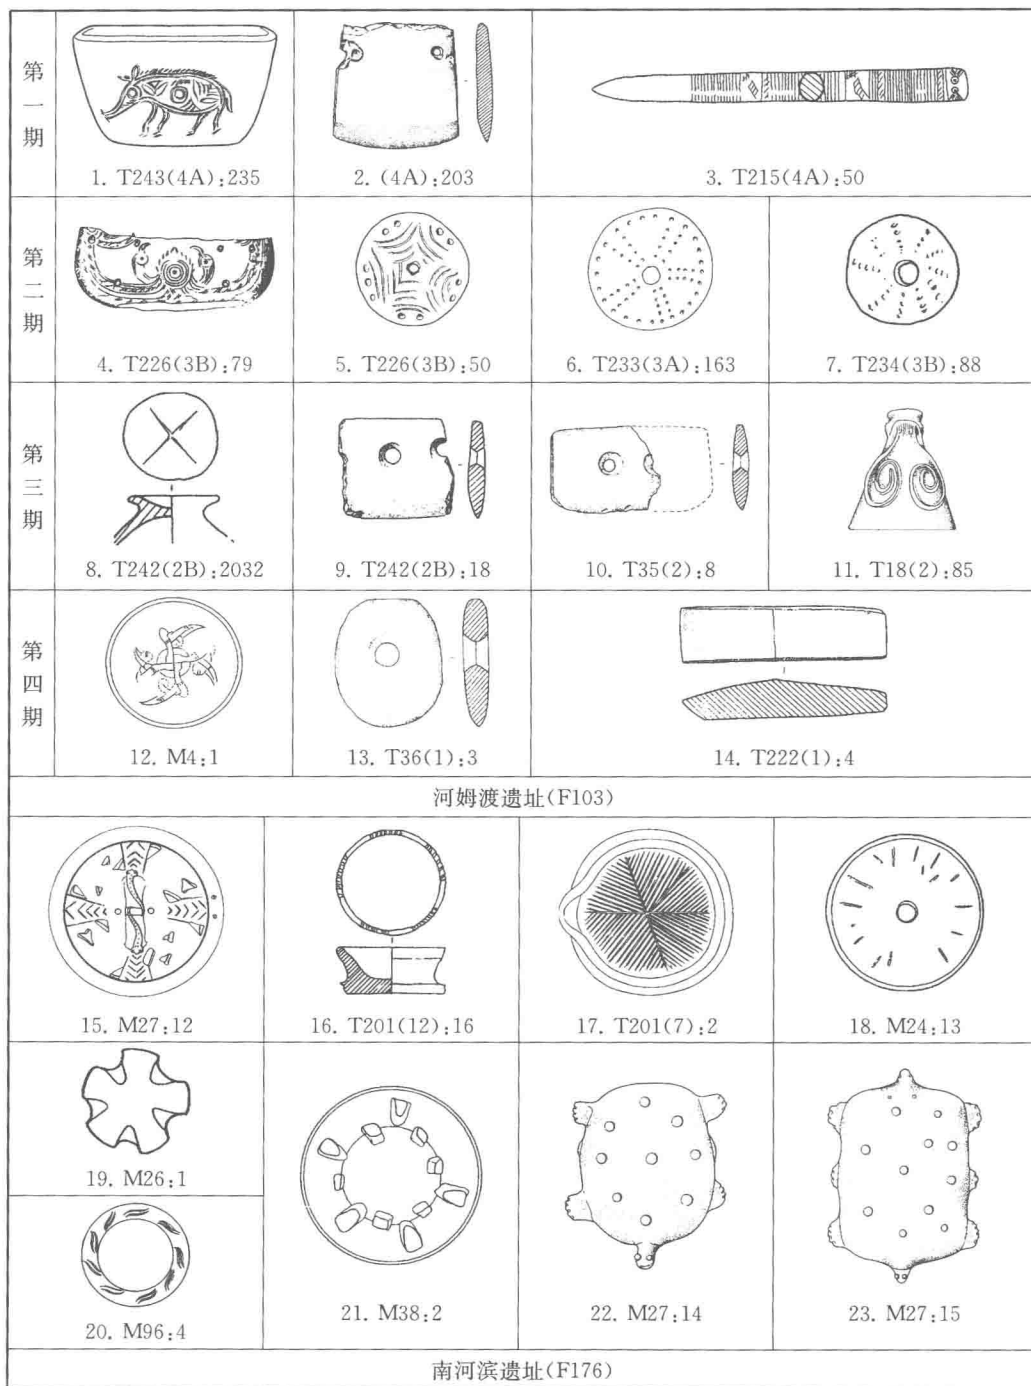 第一期
1. T243(4A):235
2. (4A):203
3. T215(4A):50
第二期
4. T226(3B):79
5. T226(3B):50
6. T233(3A):163
7. T234(3B):88
第三期
8. T242(2B):2032
9. T242(2B):18
10. T35(2):8
11. T18(2):85
第四期
12. M4:1
13. T36(1):3
14. T222(1):4
河姆渡遗址(F103)
15. M27:12
16. T201(12):16
17. T201(7):2
18. M24:13
19. M26:1
20. M96:4
21. M38:2
22. M27:14
23. M27:15
南河滨遗址(F176)